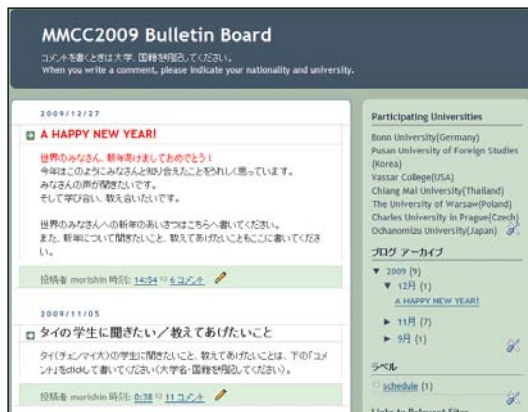 MMCC2009 Bulletin Board
コメントを書くときは大学、国籍を明記してください。
When you write a comment, please indicate your nationality and university.
2009/12/27
A HAPPY NEW YEAR!
世界のみなさん、新年あけましておめでとう！
今年はこのようにみなさんと知り合えたことをうれしく思っています。
みなさんの声が聞きたいです。
そして学び合い、教え合いたいです。
世界のみなさんへの新年のあいさつはこちらへ書いてください。
また、新年について聞きたいこと、教えてあげたいこともここに書いてくださ
い。
投稿者 morishin 時刻: 14:54 6 コメント
2009/11/05
タイの学生に聞きたい／教えてあげたいこと
タイ(チェンマイ大)の学生に聞きたいこと、教えてあげたいことは、下の「コメ
ント」をclickして書いてください(大学名・国籍を明記してください)。
投稿者 morishin 時刻: 0:38 11 コメント
Participating Universities
Bonn University(Germany)
Pusan University of Foreign Studies
(Korea)
Vassar College(USA)
Chiang Mai University(Thailand)
The University of Warsaw(Poland)
Charles University in Prague(Czech)
Ochanomizu University(Japan)
ブログ アーカイブ
▼ 2009 (9)
▼ 12月 (1)
A HAPPY NEW YEAR!
► 11月 (7)
► 9月 (1)
ラベル
schedule (1)
Links to Relevant Sites